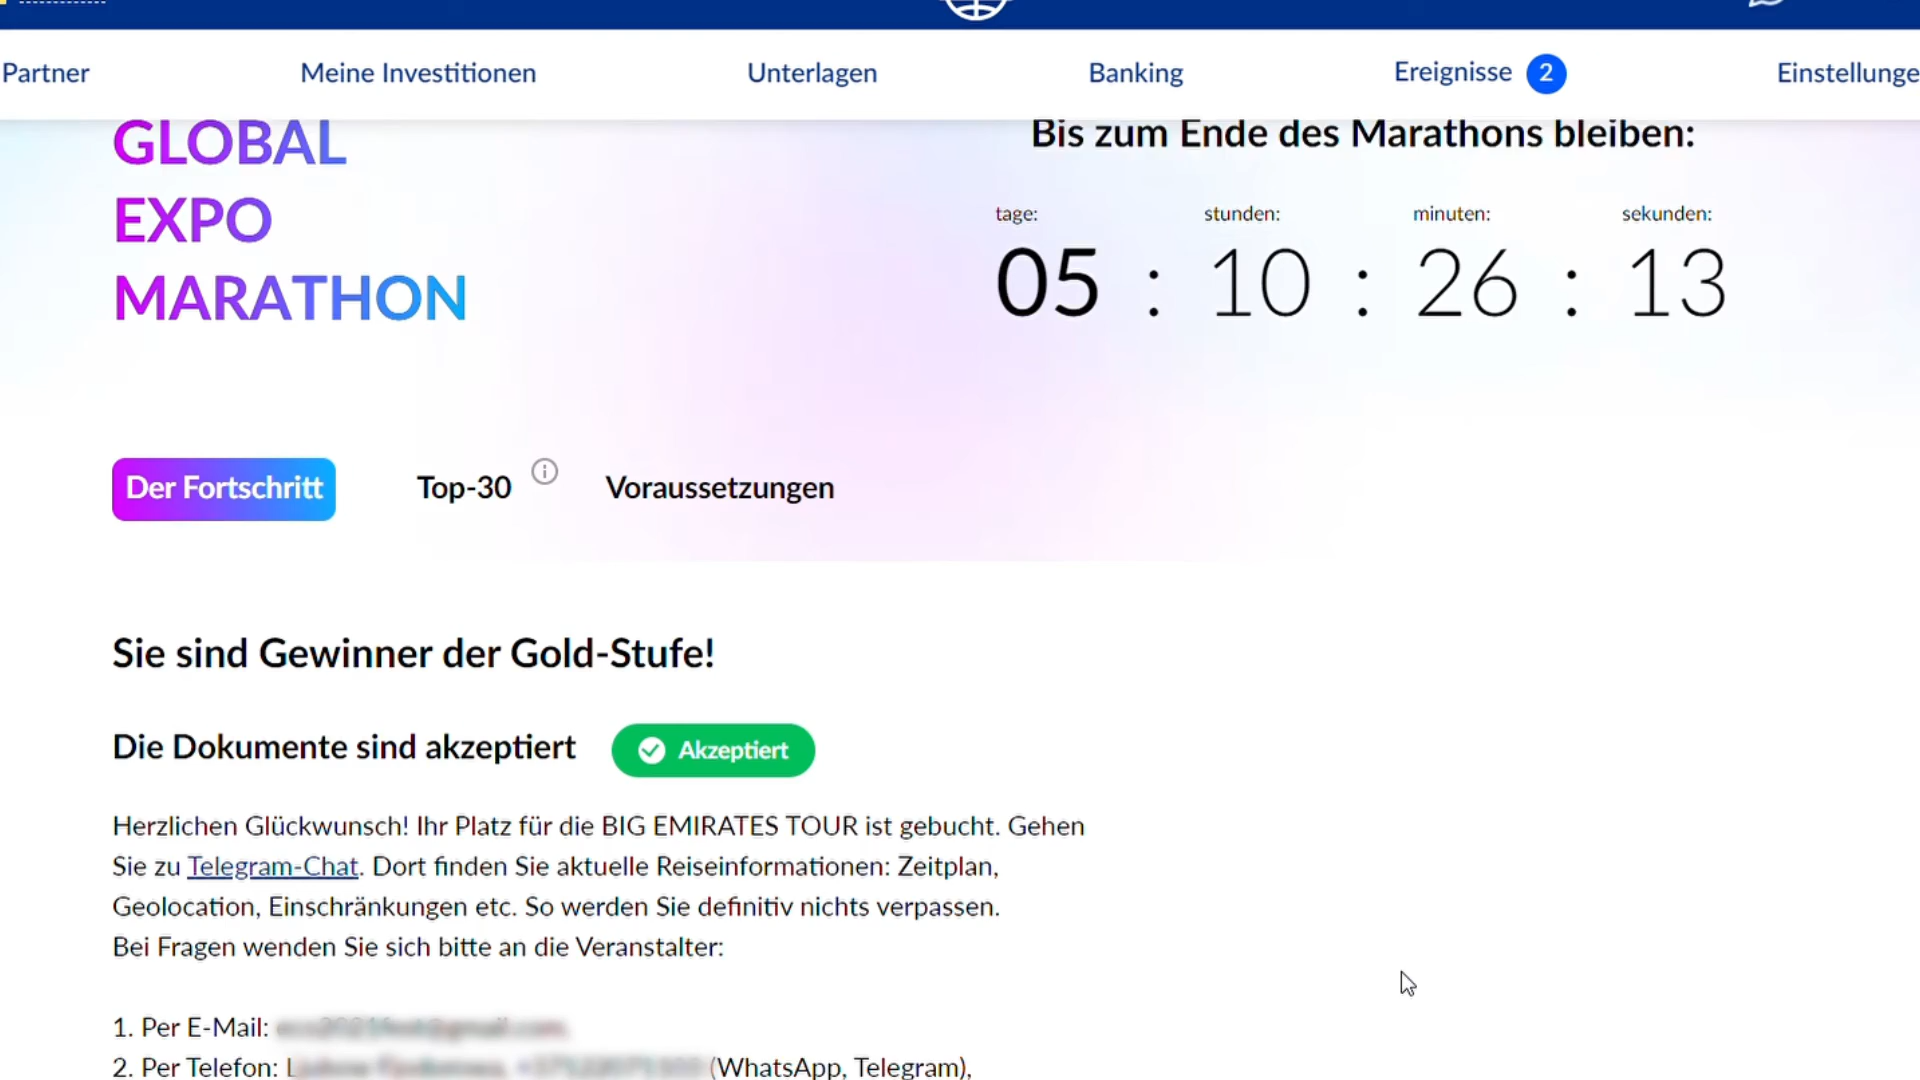 Partner
Meine Investitionen
Unterlagen
Banking
Ereignisse 2
Einstellunge
GLOBAL
EXPO
MARATHON
Bis zum Ende des Marathons bleiben:
tage:
stunden:
minuten:
sekunden:
05 : 10 : 26 : 13
Der Fortschritt
Top-30
Voraussetzungen
Sie sind Gewinner der Gold-Stufe!
Die Dokumente sind akzeptiert
Akzeptiert
Herzlichen Glückwunsch! Ihr Platz für die BIG EMIRATES TOUR ist gebucht. Gehen
Sie zu Telegram-Chat. Dort finden Sie aktuelle Reiseinformationen: Zeitplan,
Geolocation, Einschränkungen etc. So werden Sie definitiv nichts verpassen.
Bei Fragen wenden Sie sich bitte an die Veranstalter:
1. Per E-Mail:
2. Per Telefon: (WhatsApp, Telegram),